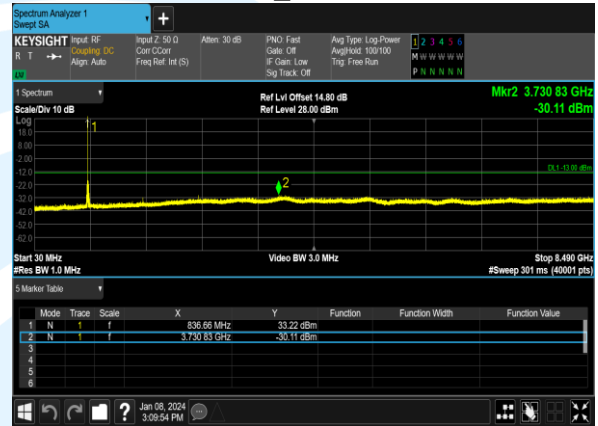 Spectrum Analyzer 1
Swept SA
+
KEYSIGHT Input: RF Input Z: 50 Ω Atten: 30 dB PNO: Fast Avg Type: Log-Power 1 2 3 4 5 6
R T Coupling: DC Corr CCorr Gate: Off Avg|Hold: 100/100 M W W W W W
Align: Auto Freq Ref: Int (S) IF Gain: Low Trig: Free Run
Sig Track: Off P N N N N N
LW
1 Spectrum
Scale/Div 10 dB Ref Lvl Offset 14.80 dB Mkr2 3.730 83 GHz
Ref Level 28.00 dBm -30.11 dBm
Log
18.0
8.00
-2.00
-12.0
-22.0
-32.0
-42.0
-52.0
-62.0
1
DL1 -13.00 dBm
2
Start 30 MHz Video BW 3.0 MHz Stop 8.490 GHz
#Res BW 1.0 MHz #Sweep 301 ms (40001 pts)
5 Marker Table
Mode Trace Scale X Y Function Function Width Function Value
1 N 1 f 836.66 MHz 33.22 dBm
2 N 1 f 3.730 83 GHz -30.11 dBm
3
4
5
6
? Jan 08, 2024
3:09:54 PM